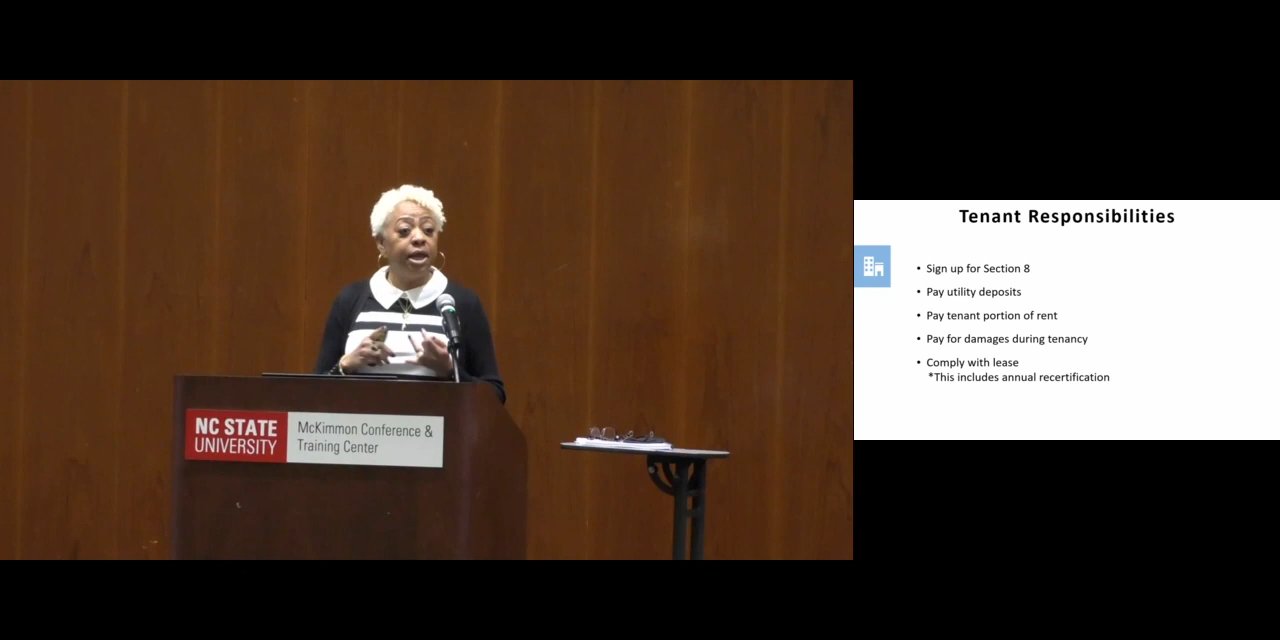 NC STATE
UNIVERSITY
McKimmon Conference &
Training Center
Tenant Responsibilities
• Sign up for Section 8
• Pay utility deposits
• Pay tenant portion of rent
• Pay for damages during tenancy
• Comply with lease
*This includes annual recertification